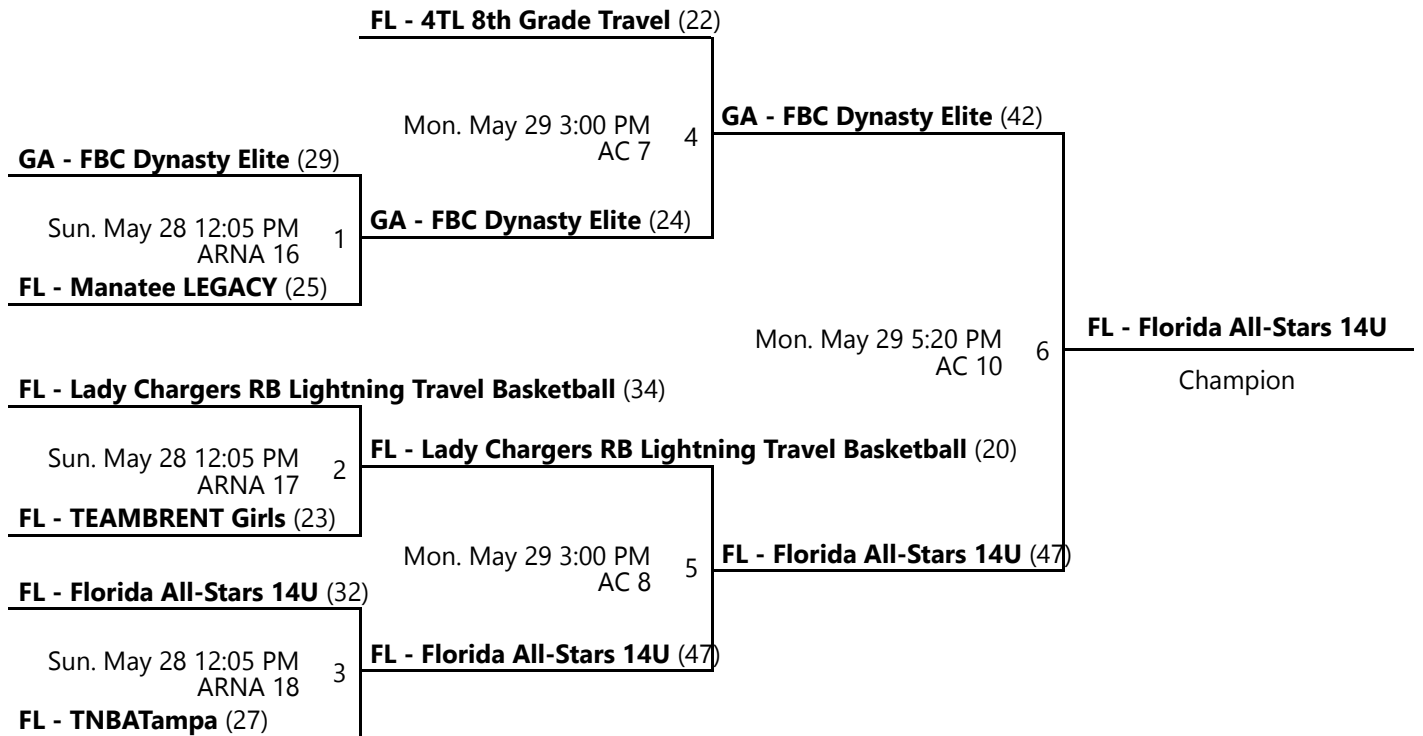 FL - 4TL 8th Grade Travel (22)
Mon. May 29 3:00 PM
AC 7
4
GA - FBC Dynasty Elite (42)
GA - FBC Dynasty Elite (29)
Sun. May 28 12:05 PM
ARNA 16
1
GA - FBC Dynasty Elite (24)
FL - Manatee LEGACY (25)
Mon. May 29 5:20 PM
AC 10
6
FL - Florida All-Stars 14U
Champion
FL - Lady Chargers RB Lightning Travel Basketball (34)
Sun. May 28 12:05 PM
ARNA 17
2
FL - Lady Chargers RB Lightning Travel Basketball (20)
FL - TEAMBRENT Girls (23)
Mon. May 29 3:00 PM
AC 8
5
FL - Florida All-Stars 14U (47)
FL - Florida All-Stars 14U (32)
Sun. May 28 12:05 PM
ARNA 18
3
FL - Florida All-Stars 14U (47)
FL - TNBATampa (27)